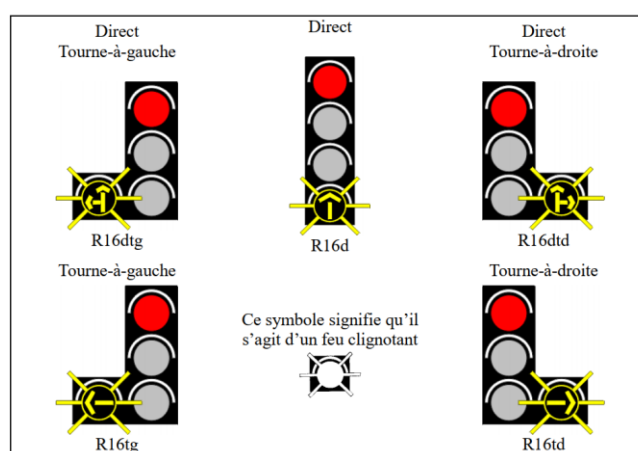 Direct
Tourne-à-gauche
Direct
Direct
Tourne-à-droite
R16dtg
R16d
R16dtd
Tourne-à-gauche
Ce symbole signifie qu'il
s'agit d'un feu clignotant
Tourne-à-droite
R16tg
R16td